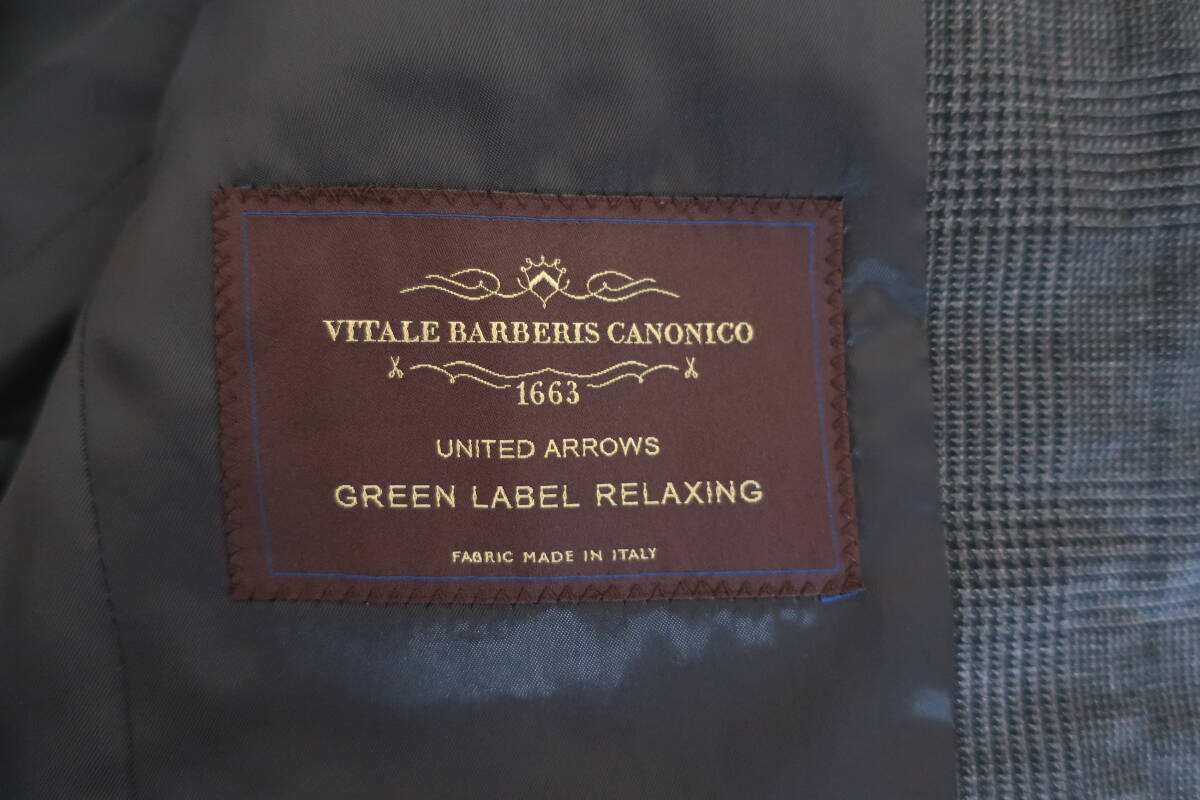 VITALE BARBERIS CANONICO
1663
UNITED ARROWS
GREEN LABEL RELAXING
FABRIC MADE IN ITALY